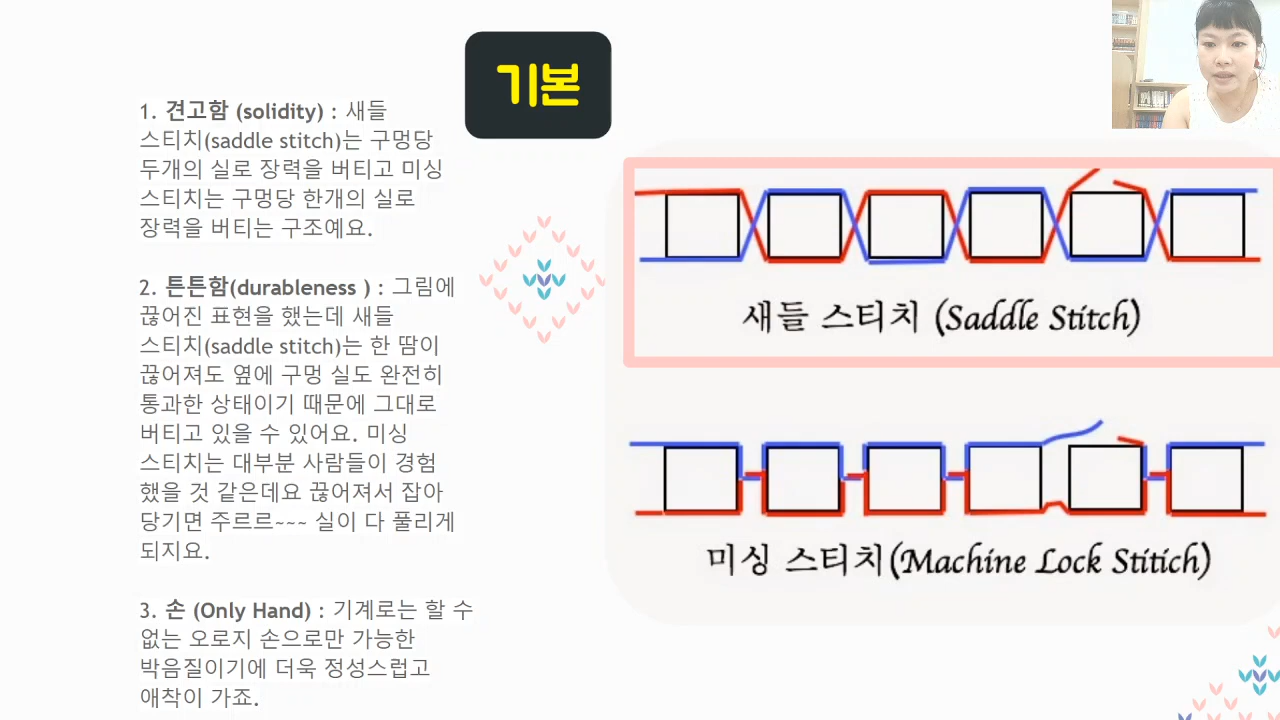 기본
1. 견고함 (solidity) : 새들
스티치(saddle stitch)는 구멍당
두개의 실로 장력을 버티고 미싱
스티치는 구멍당 한개의 실로
장력을 버티는 구조예요.
2. 튼튼함(durableness ) : 그림에
끊어진 표현을 했는데 새들
스티치(saddle stitch)는 한 땀이
끊어져도 옆에 구멍 실도 완전히
통과한 상태이기 때문에 그대로
버티고 있을 수 있어요. 미싱
스티치는 대부분 사람들이 경험
했을 것 같은데요 끊어져서 잡아
당기면 주르르~~~ 실이 다 풀리게
되지요.
3. 손 (Only Hand) : 기계로는 할 수
없는 오로지 손으로만 가능한
박음질이기에 더욱 정성스럽고
애착이 가죠.
새들 스티치 (Saddle Stitch)
미싱 스티치(Machine Lock Stitich)